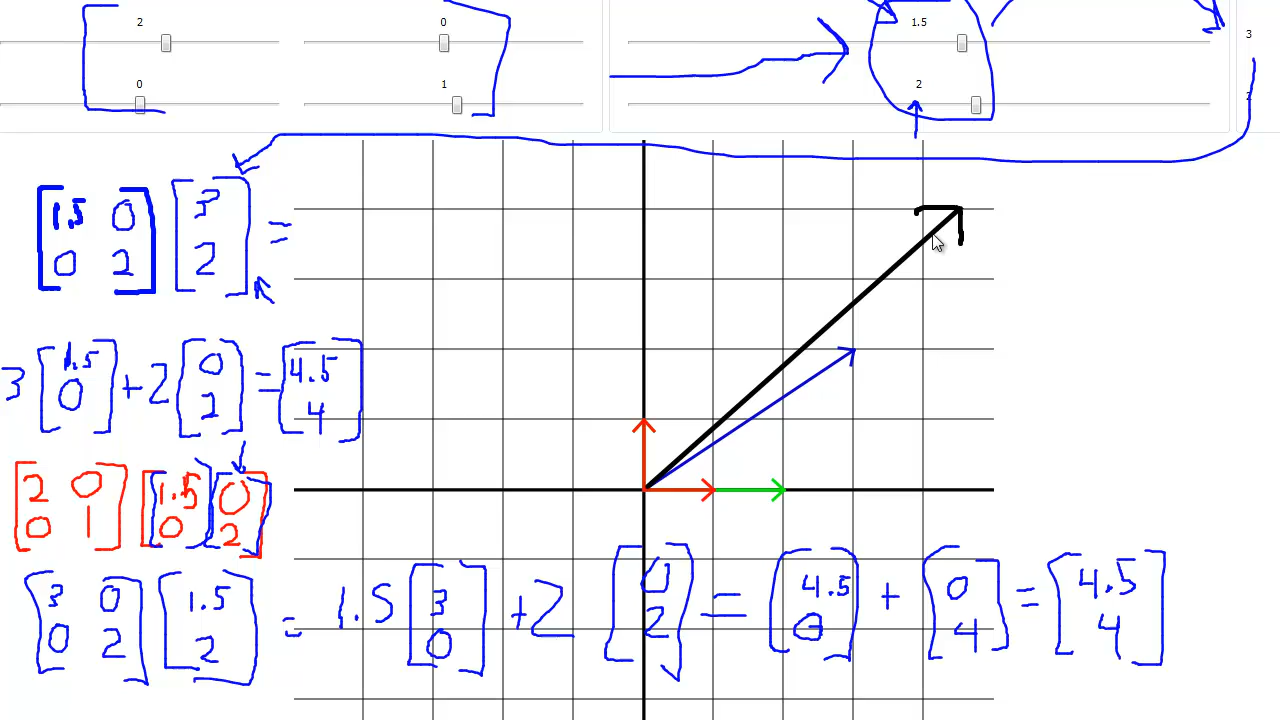 2 0 1.5
3
0 1 2
[1.5 0] [3] =
[0 2] [2]
3[1.5] + 2[0] = [4.5]
[0] [2] [4]
[2 0] [1.5 0]
[0 1] [0 2]
[3 0] [1.5] = 1.5[3] + 2[0] = [4.5] + [0] = [4.5]
[0 2] [2] [0] [2] [0] [4] [4]